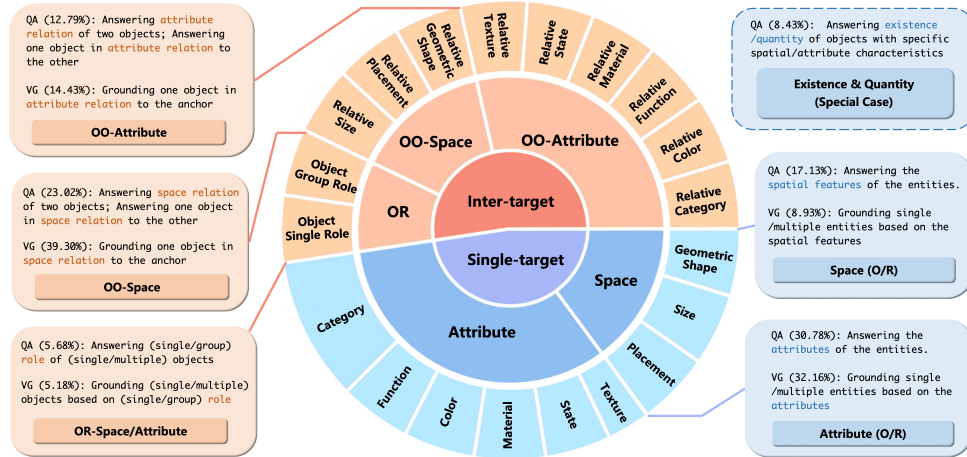 QA (12.79%): Answering attribute
relation of two objects; Answering
one object in attribute relation to
the other
VG (14.43%): Grounding one object in
attribute relation to the anchor
OO-Attribute
QA (23.02%): Answering space relation
of two objects; Answering one object
in space relation to the other
VG (39.30%): Grounding one object in
space relation to the anchor
OO-Space
QA (5.68%): Answering (single/group)
role of (single/multiple) objects
VG (5.18%): Grounding (single/multiple)
objects based on (single/group) role
OR-Space/Attribute
Object
Single Role
Object
Group Role
Relative
Size
Relative
Placement
Relative
Geometric
Shape
Relative
Texture
Relative
State
Relative
Material
Relative
Function
Relative
Color
Relative
Category
OO-Space
OO-Attribute
OR
Inter-target
Single-target
Space
Attribute
Geometric
Shape
Size
Placement
Texture
State
Material
Color
Function
Category
QA (8.43%): Answering existence
/quantity of objects with specific
spatial/attribute characteristics
Existence & Quantity
(Special Case)
QA (17.13%): Answering the
spatial features of the entities.
VG (8.93%): Grounding single
/multiple entities based on the
spatial features
Space (O/R)
QA (30.78%): Answering the
attributes of the entities.
VG (32.16%): Grounding single
/multiple entities based on the
attributes
Attribute (O/R)